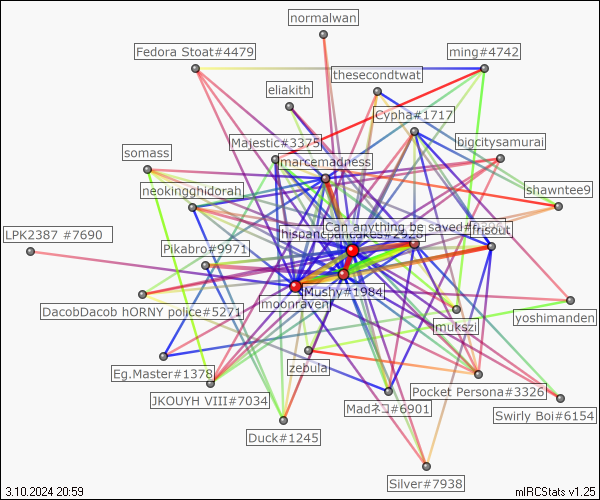 normalwan
Fedora Stoat#4479
ming#4742
thesecondtwat
eliakith
Cypha#1717
Majestic#3375
bigcitysamurai
somass
marcemadness
neokingghidorah
shawntee9
LPK2387 #7690
Can anything be saved#
hispanicpancakes#2928
frisout
Pikabro#9971
Mushy#1984
moonraven
DacobDacob hORNY police#5271
yoshimanden
mukszi
zebula
Eg.Master#1378
Pocket Persona#3326
JKOUYH VIII#7034
Madネコ#6901
Swirly Boi#6154
Duck#1245
Silver#7938
3.10.2024 20:59
mIRCStats v1.25